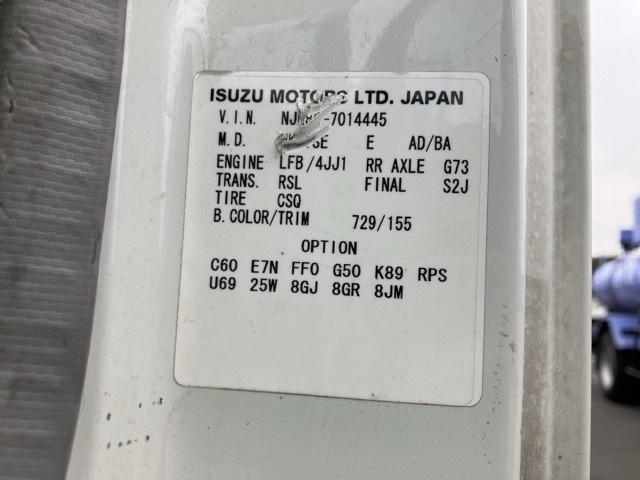 ISUZU MOTORS LTD. JAPAN
V.I.N.
M.D. E AD/BA
ENGINE LFB/4JJ1 RR AXLE G73
TRANS. RSL FINAL S2J
TIRE CSQ
B.COLOR/TRIM 729/155
OPTION
C60 E7N FF0 G50 K89 RPS
U69 25W 8GJ 8GR 8JM